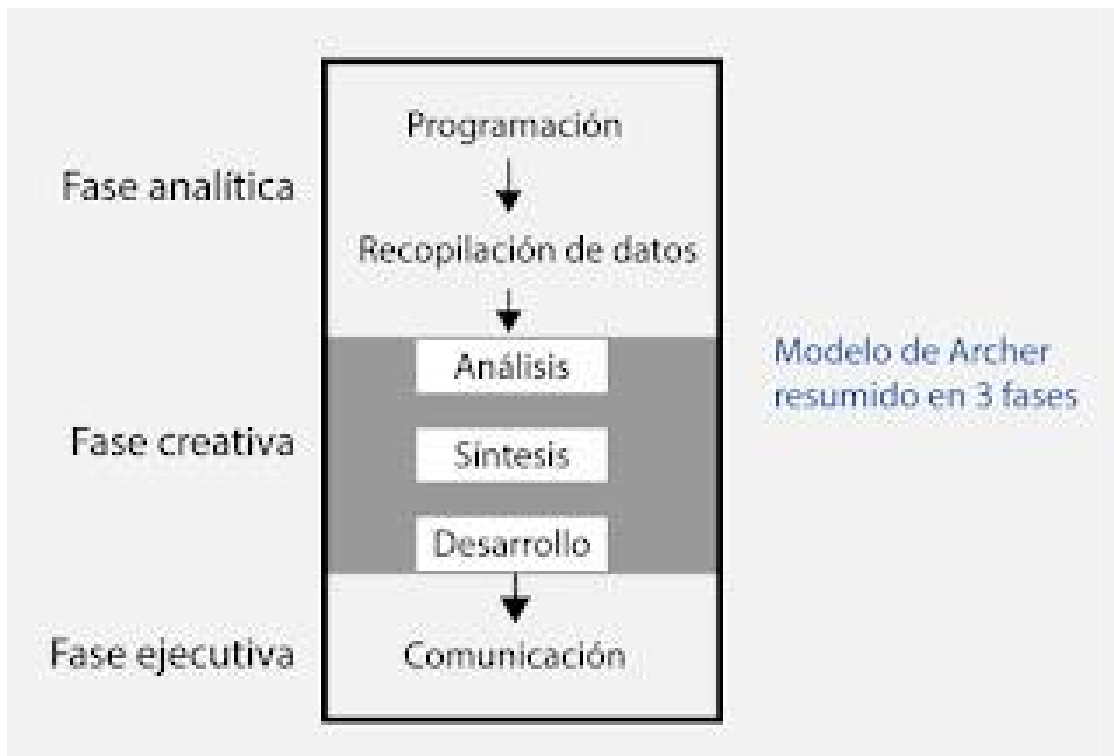 Programación
Fase analítica
Recopilación de datos
Análisis
Modelo de Archer
resumido en 3 fases
Fase creativa
Síntesis
Desarrollo
Fase ejecutiva
Comunicación